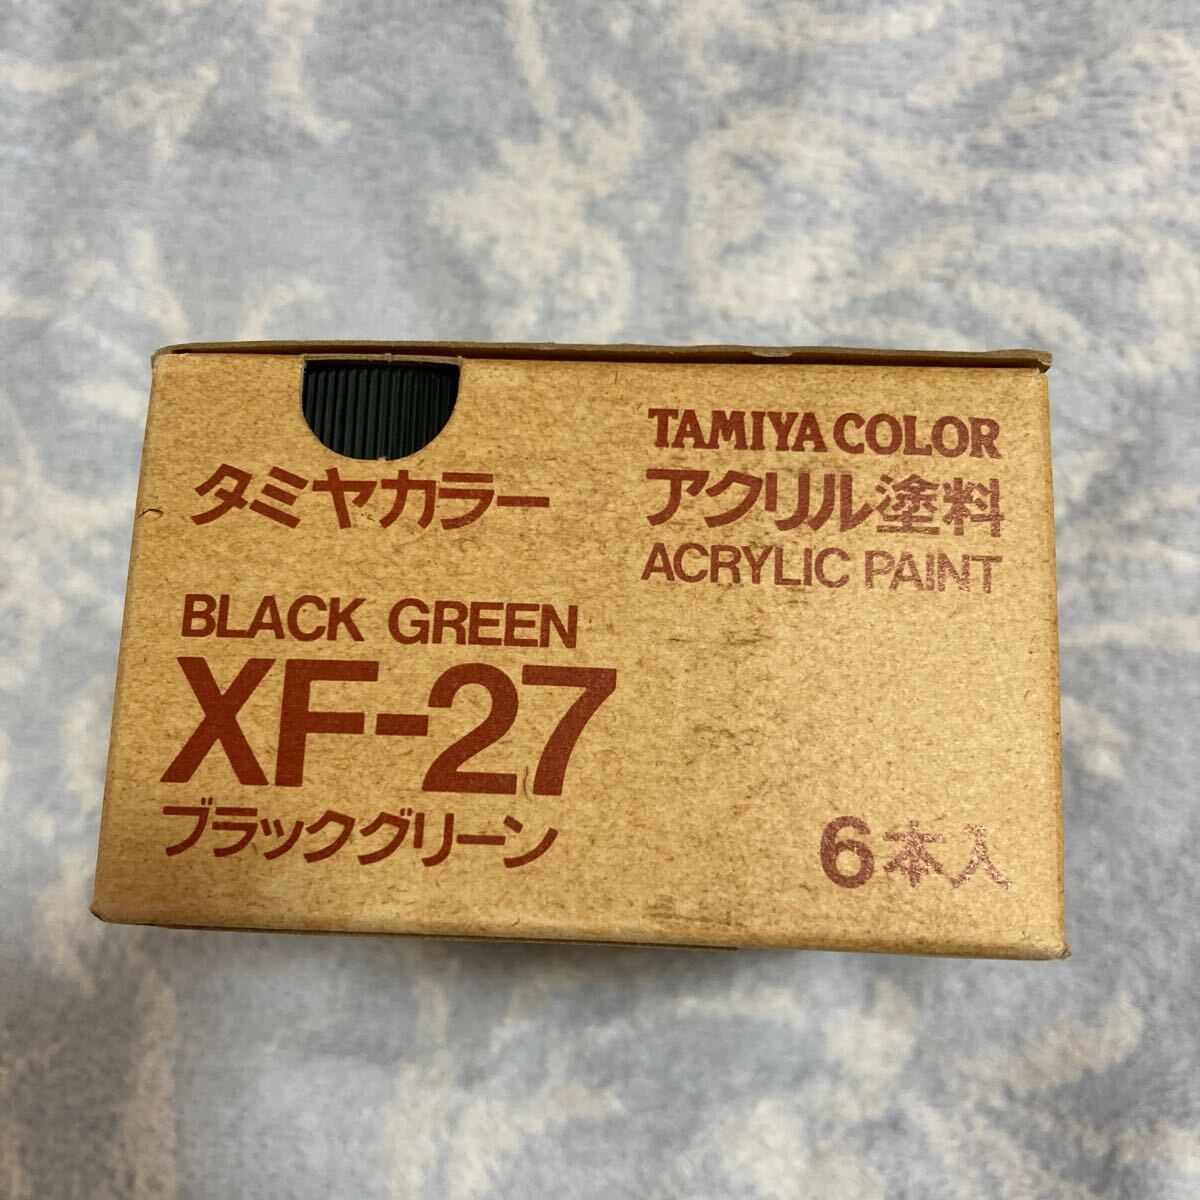 TAMIYA COLOR
タミヤカラー
アクリル塗料
ACRYLIC PAINT
BLACK GREEN
XF-27
ブラックグリーン
6本入